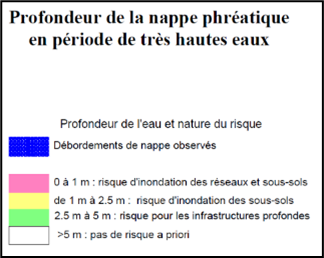 Profondeur de la nappe phréatique
en période de très hautes eaux
Profondeur de l'eau et nature du risque
Débordements de nappe observés
0 à 1 m : risque d'inondation des réseaux et sous-sols
de 1 m à 2.5 m : risque d'inondation des sous-sols
2.5 m à 5 m : risque pour les infrastructures profondes
>5 m : pas de risque a priori